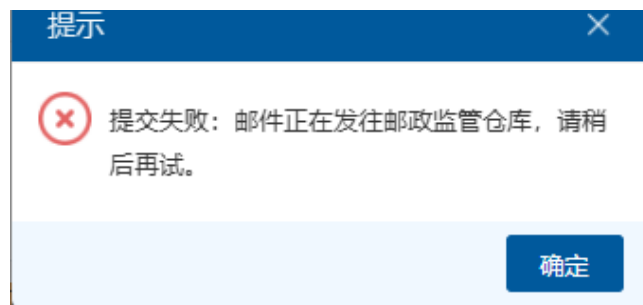 提示
提交失败：邮件正在发往邮政监管仓库，请稍
后再试。
确定